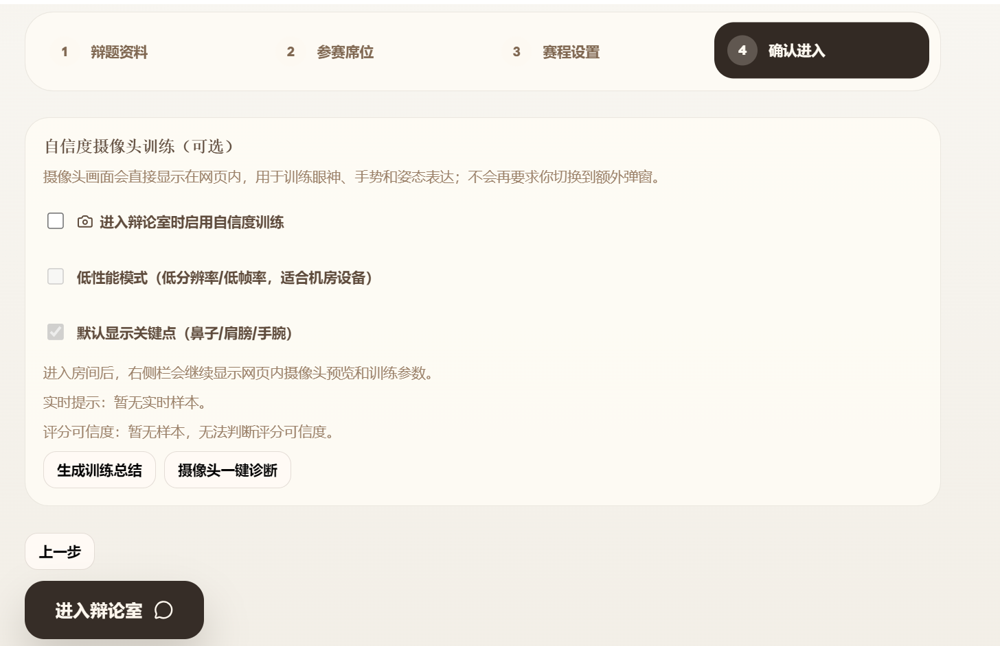 1 辩题资料 2 参赛席位 3 赛程设置 4 确认进入
自信度摄像头训练（可选）
摄像头画面会直接显示在网页内，用于训练眼神、手势和姿态表达；不会再要求你切换到额外弹窗。
进入辩论室时启用自信度训练
低性能模式（低分辨率/低帧率，适合机房设备）
默认显示关键点（鼻子/肩膀/手腕）
进入房间后，右侧栏会继续显示网页内摄像头预览和训练参数。
实时提示：暂无实时样本。
评分可信度：暂无样本，无法判断评分可信度。
生成训练总结 摄像头一键诊断
上一步
进入辩论室